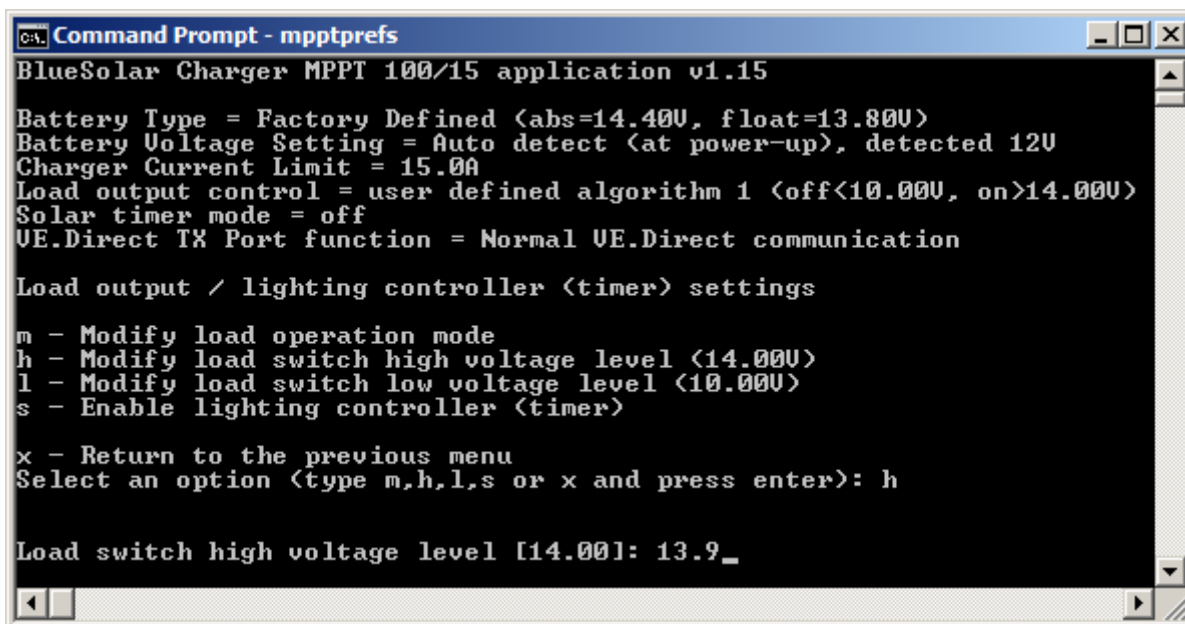 Command Prompt - mpptprefs
BlueSolar Charger MPPT 100/15 application v1.15
Battery Type = Factory Defined (abs=14.40V, float=13.80V)
Battery Voltage Setting = Auto detect (at power-up), detected 12V
Charger Current Limit = 15.0A
Load output control = user defined algorithm 1 (off<10.00V, on>14.00V)
Solar timer mode = off
VE.Direct TX Port function = Normal VE.Direct communication
Load output / lighting controller (timer) settings
m - Modify load operation mode
h - Modify load switch high voltage level (14.00V)
l - Modify load switch low voltage level (10.00V)
s - Enable lighting controller (timer)
x - Return to the previous menu
Select an option (type m,h,l,s or x and press enter): h
Load switch high voltage level [14.00]: 13.9_